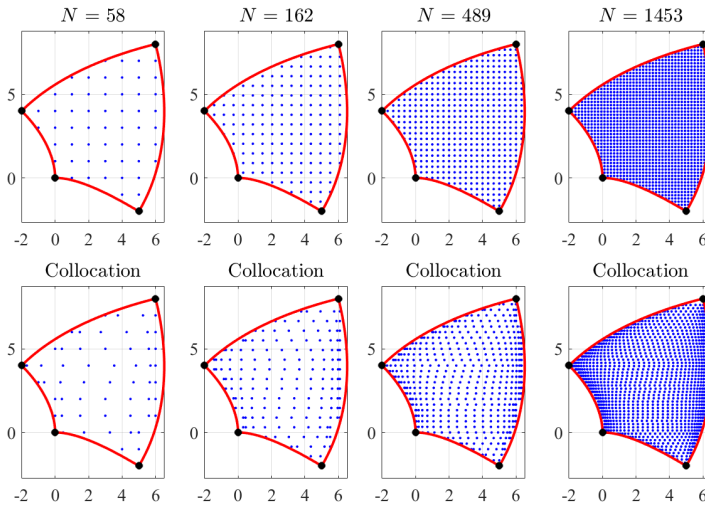 N = 58 N = 162 N = 489 N = 1453
5 5 5 5
0 0 0 0
-2 0 2 4 6 -2 0 2 4 6 -2 0 2 4 6 -2 0 2 4 6
Collocation Collocation Collocation Collocation
5 5 5 5
0 0 0 0
-2 0 2 4 6 -2 0 2 4 6 -2 0 2 4 6 -2 0 2 4 6